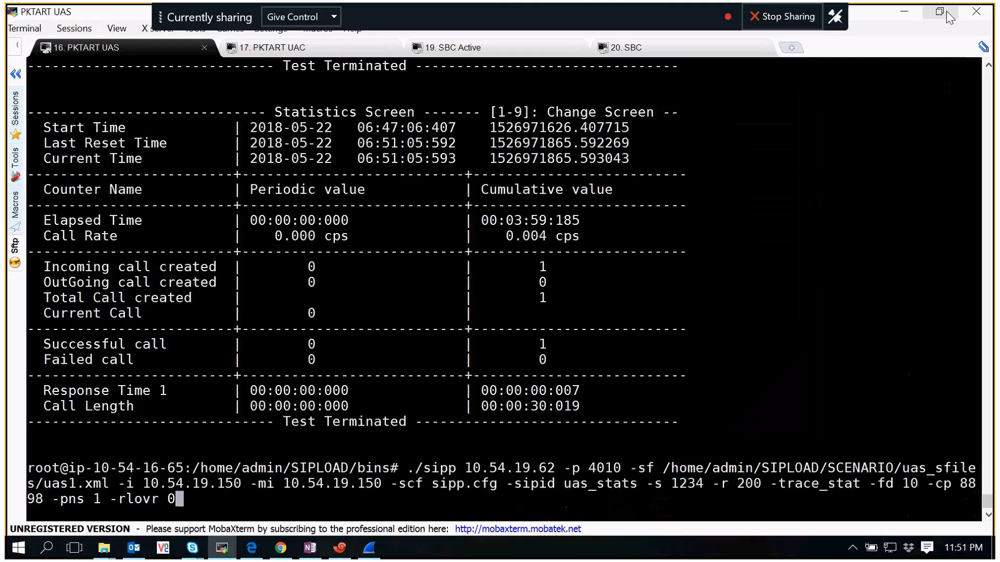 PKTART UAS
Currently sharing
Give Control
Stop Sharing
Terminal Sessions View X server Tools Games Settings Macros Help
16. PKTART UAS
17. PKTART UAC
19. SBC Active
20. SBC
Sessions
Tools
Macros
Sftp
------------------------------ Test Terminated --------------------------------
----------------------------- Statistics Screen ------- [1-9]: Change Screen --
Start Time | 2018-05-22 06:47:06:407 1526971626.407715
Last Reset Time | 2018-05-22 06:51:05:592 1526971865.592269
Current Time | 2018-05-22 06:51:05:593 1526971865.593043
-------------------------+---------------------------+--------------------------
Counter Name | Periodic value | Cumulative value
-------------------------+---------------------------+--------------------------
Elapsed Time | 00:00:00:000 | 00:03:59:185
Call Rate | 0.000 cps | 0.004 cps
-------------------------+---------------------------+--------------------------
Incoming call created | 0 | 1
OutGoing call created | 0 | 0
Total Call created | | 1
Current Call | 0 |
-------------------------+---------------------------+--------------------------
Successful call | 0 | 1
Failed call | 0 | 0
-------------------------+---------------------------+--------------------------
Response Time 1 | 00:00:00:000 | 00:00:00:007
Call Length | 00:00:00:000 | 00:00:30:019
------------------------------ Test Terminated --------------------------------
root@ip-10-54-16-65:/home/admin/SIPLOAD/bins# ./sipp 10.54.19.62 -p 4010 -sf /home/admin/SIPLOAD/SCENARIO/uas_sfile
s/uas1.xml -i 10.54.19.150 -mi 10.54.19.150 -scf sipp.cfg -sipid uas_stats -s 1234 -r 200 -trace_stat -fd 10 -cp 88
98 -pns 1 -rlovr 0
UNREGISTERED VERSION - Please support MobaXterm by subscribing to the professional edition here: http://mobaxterm.mobatek.net
11:51 PM